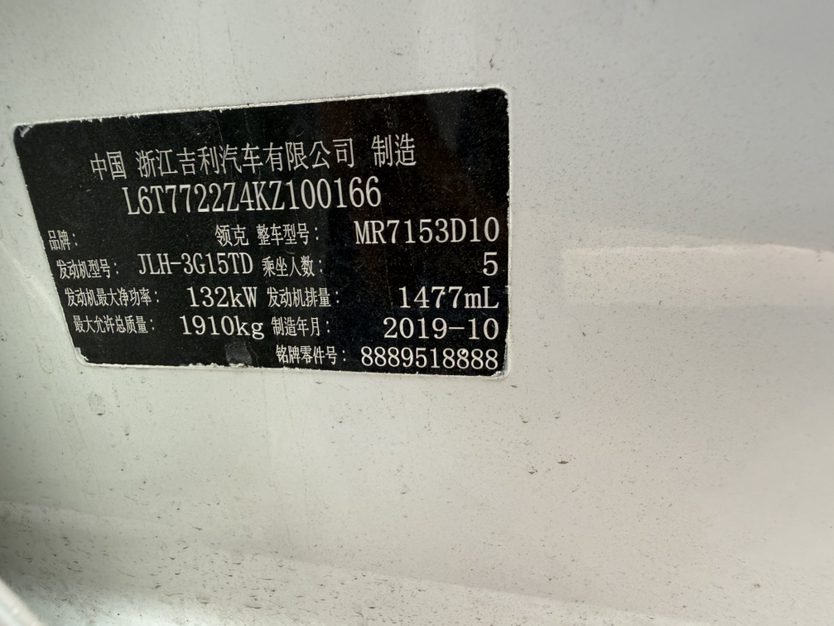 中国 浙江吉利汽车有限公司 制造
L6T7722Z4KZ100166
品牌: 领克 整车型号: MR7153D10
发动机型号: JLH-3G15TD 乘坐人数: 5
发动机最大净功率: 132kW 发动机排量: 1477mL
最大允许总质量: 1910kg 制造年月: 2019-10
铭牌零件号: 8889518888